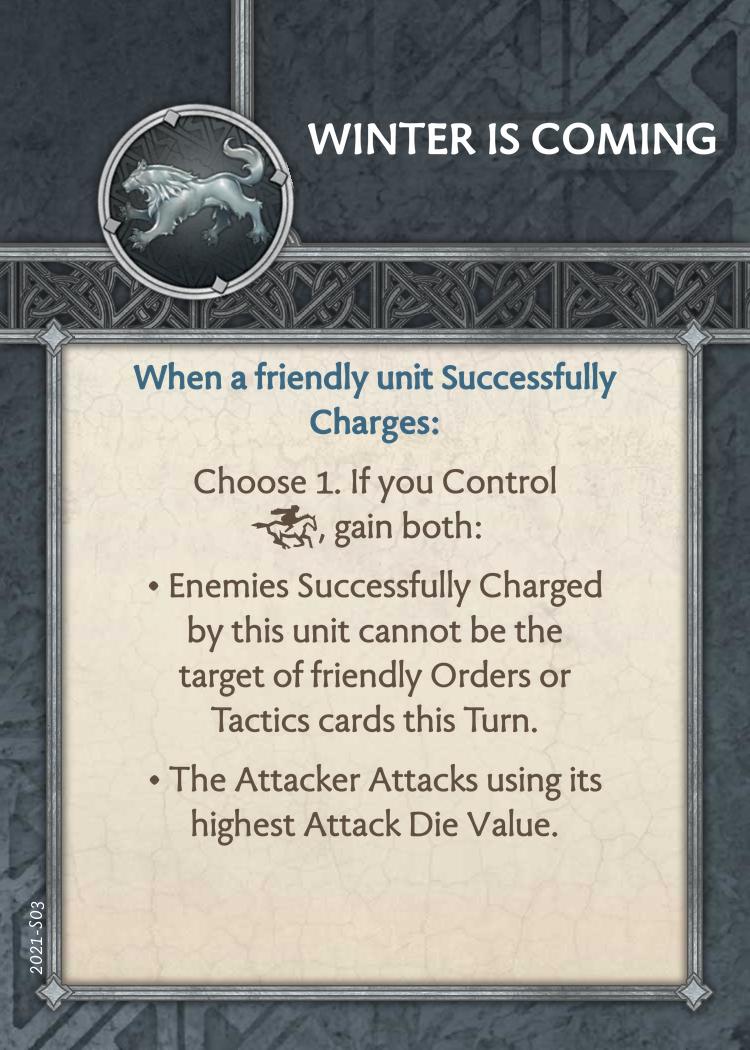 WINTER IS COMING
When a friendly unit Successfully
Charges:
Choose 1. If you Control
, gain both:
• Enemies Successfully Charged
by this unit cannot be the
target of friendly Orders or
Tactics cards this Turn.
• The Attacker Attacks using its
highest Attack Die Value.
2021-S03